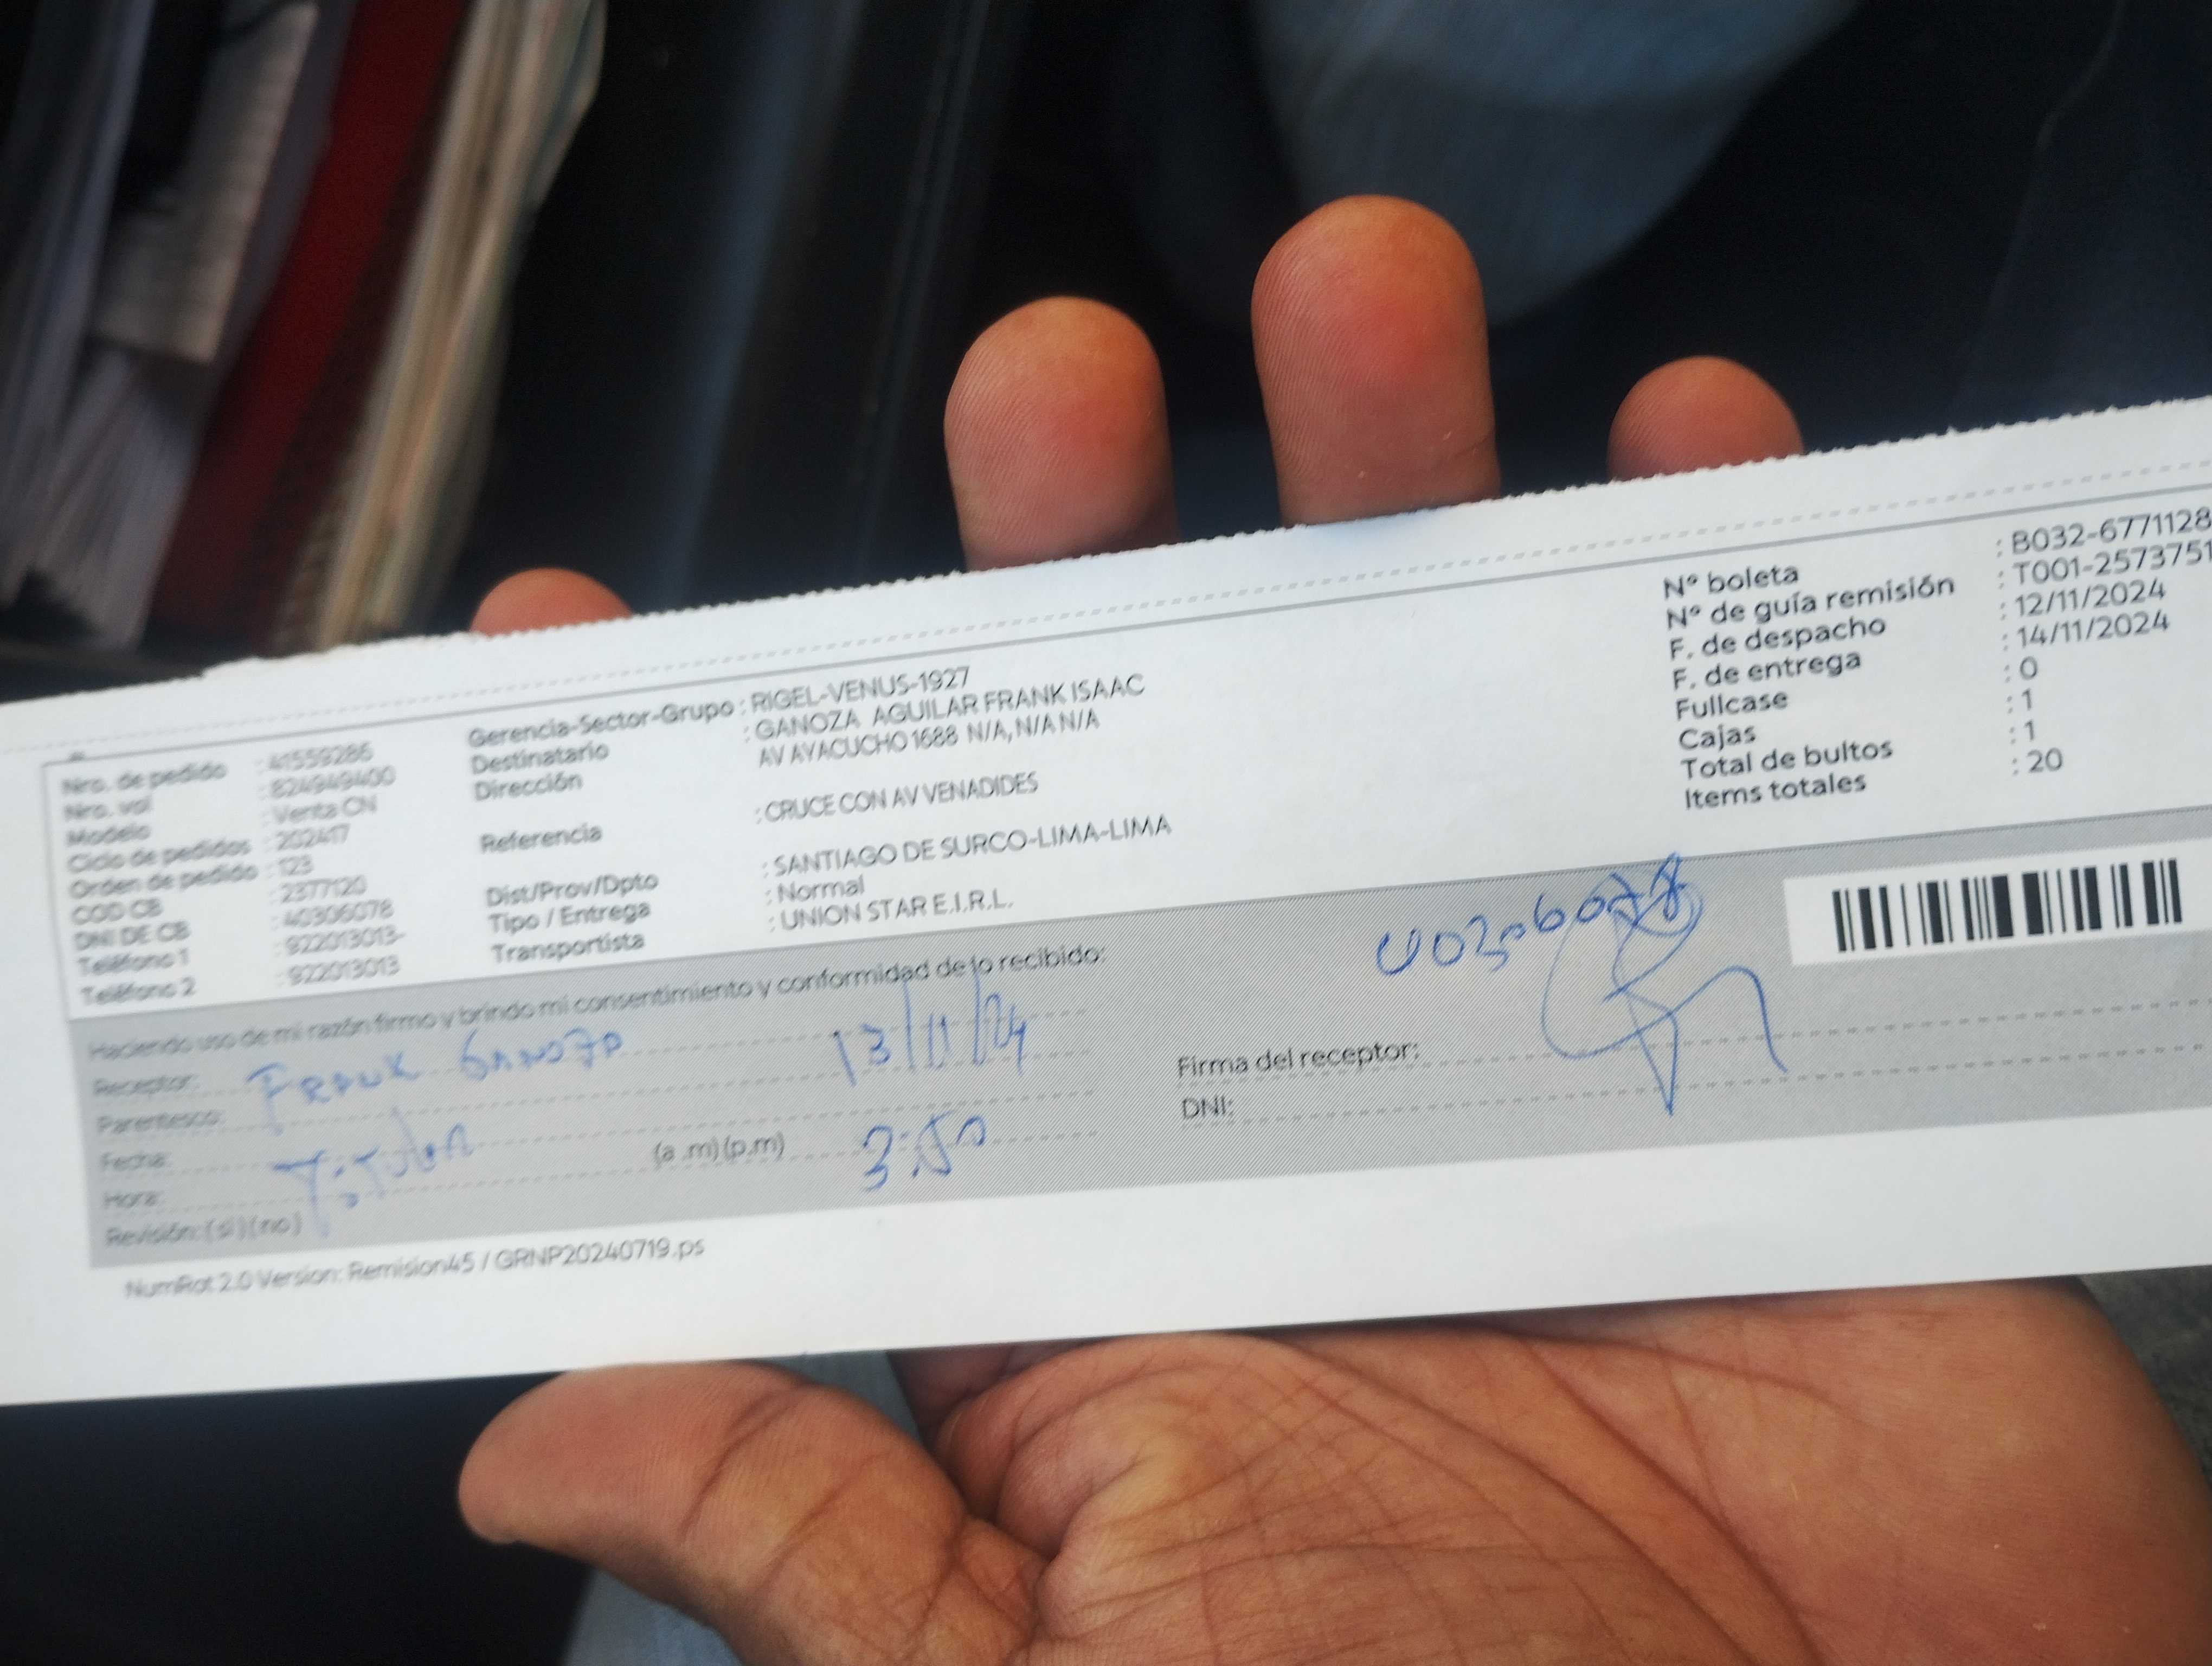 Nro. de pedido : 41559286
Nro. vol : 824949400
Modelo : Venta CN
Ciclo de pedidos : 202417
Orden de pedido : 123
COD CB : 2377120
DNI DE CB : 40306078
Teléfono 1 : 922013013-
Teléfono 2 : 922013013
Gerencia-Sector-Grupo : RIGEL-VENUS-1927
Destinatario : GANOZA AGUILAR FRANK ISAAC
Dirección AV AYACUCHO 1688 N/A, N/A N/A
Referencia : CRUCE CON AV VENADIDES
Dist/Prov/Dpto : SANTIAGO DE SURCO-LIMA-LIMA
Tipo / Entrega : Normal
Transportista : UNION STAR E.I.R.L.
N° boleta : B032-6771128
N° de guía remisión : T001-2573751
F. de despacho : 12/11/2024
F. de entrega : 14/11/2024
Fullcase : 0
Cajas : 1
Total de bultos : 1
Items totales : 20
Haciendo uso de mi razón firmo y brindo mi consentimiento y conformidad de lo recibido:
Receptor: FRANK GANOZA
Parentesco: 13/11/24
Fecha: Titular
Hora: (a .m) (p.m) 3:50
Revisión: (si) (no)
40306078
Firma del receptor:
DNI:
NumRot 2.0 Version: Remision45 / GRNP20240719.ps